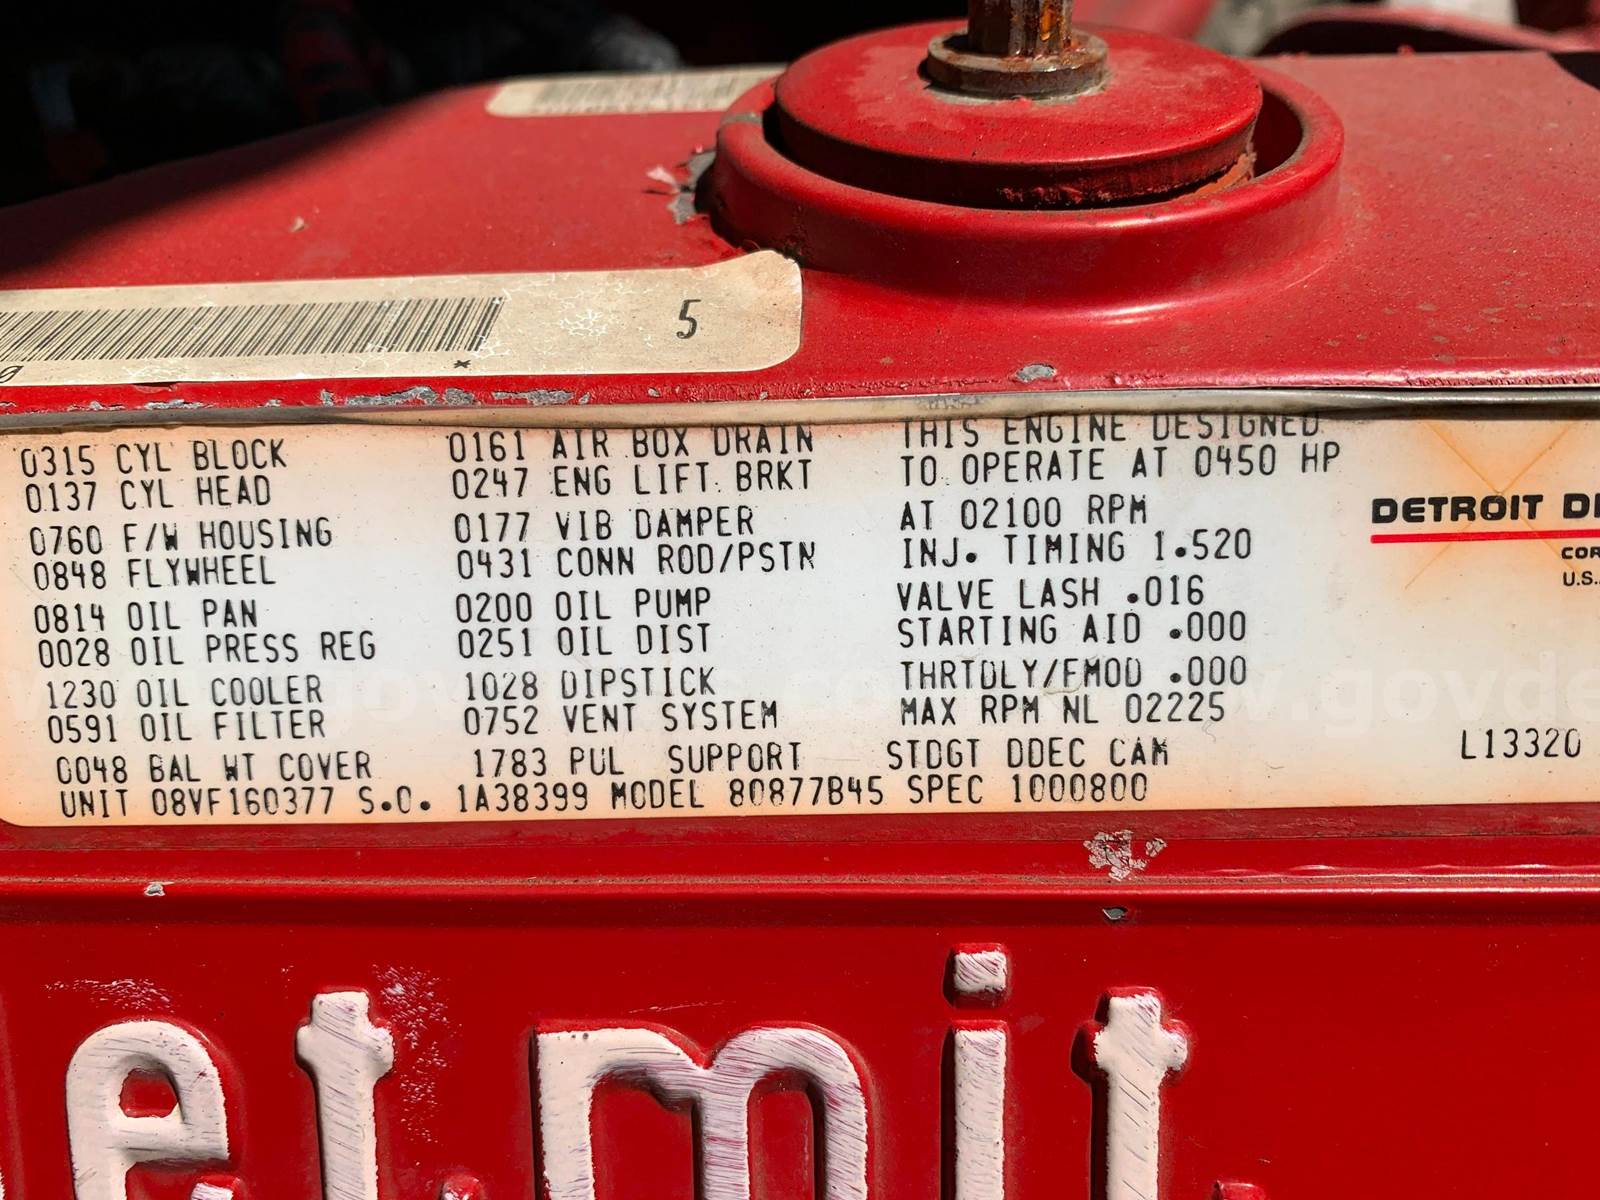 5
0315 CYL BLOCK 0161 AIR BOX DRAIN THIS ENGINE DESIGNED
0137 CYL HEAD 0247 ENG LIFT BRKT TO OPERATE AT 0450 HP
0760 F/W HOUSING 0177 VIB DAMPER AT 02100 RPM
0848 FLYWHEEL 0431 CONN ROD/PSTN INJ. TIMING 1.520
0814 OIL PAN 0200 OIL PUMP VALVE LASH .016
0028 OIL PRESS REG 0251 OIL DIST STARTING AID .000
1230 OIL COOLER 1028 DIPSTICK THRTDLY/FMOD .000
0591 OIL FILTER 0752 VENT SYSTEM MAX RPM NL 02225
0048 BAL WT COVER 1783 PUL SUPPORT STDGT DDEC CAM
UNIT 08VF160377 S.O. 1A38399 MODEL 80877B45 SPEC 1000800
DETROIT DI
COR
U.S.
L13320
etroit